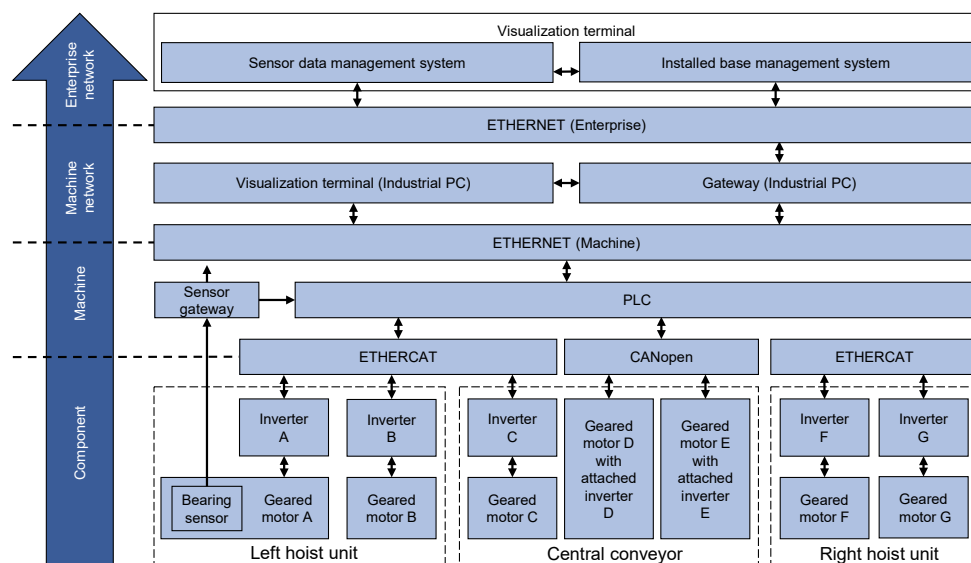 Visualization terminal
Sensor data management system
Installed base management system
Enterprise
network
ETHERNET (Enterprise)
Machine
network
Visualization terminal (Industrial PC)
Gateway (Industrial PC)
ETHERNET (Machine)
Machine
Sensor
gateway
PLC
ETHERCAT
CANopen
ETHERCAT
Component
Inverter
A
Inverter
B
Inverter
C
Geared
motor D
with
attached
inverter
D
Geared
motor E
with
attached
inverter
E
Inverter
F
Inverter
G
Bearing
sensor
Geared
motor A
Geared
motor B
Geared
motor C
Geared
motor F
Geared
motor G
Left hoist unit
Central conveyor
Right hoist unit